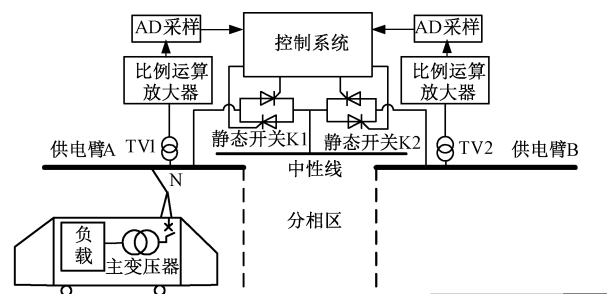 AD采样
控制系统
AD采样
比例运算
放大器
比例运算
放大器
TV1
静态开关K1
静态开关K2
TV2
供电臂A
中性线
供电臂B
N
分相区
负
载
主变压器